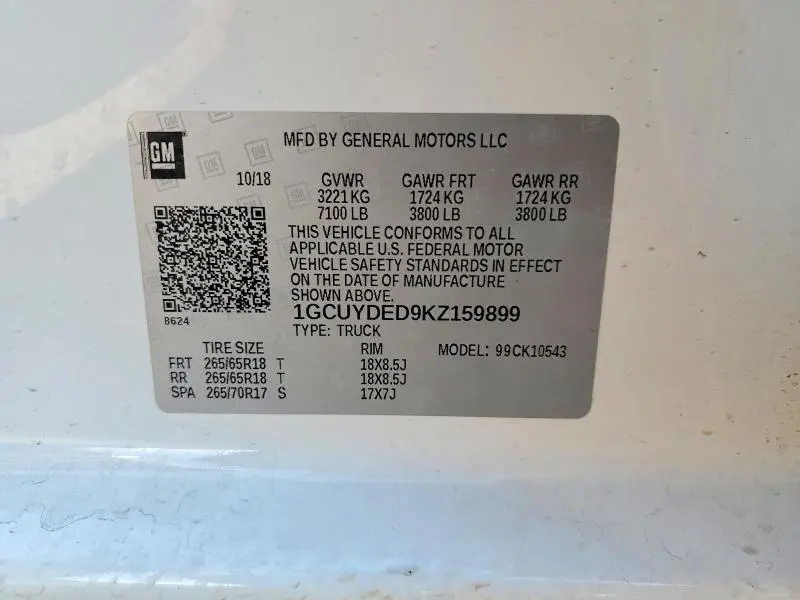 GM
MFD BY GENERAL MOTORS LLC
10/18 GVWR GAWR FRT GAWR RR
3221 KG 1724 KG 1724 KG
7100 LB 3800 LB 3800 LB
THIS VEHICLE CONFORMS TO ALL
APPLICABLE U.S. FEDERAL MOTOR
VEHICLE SAFETY STANDARDS IN EFFECT
ON THE DATE OF MANUFACTURE
SHOWN ABOVE.
8624
1GCUYDED9KZ159899
TYPE: TRUCK
TIRE SIZE RIM MODEL: 99CK10543
FRT 265/65R18 T 18X8.5J
RR 265/65R18 T 18X8.5J
SPA 265/70R17 S 17X7J